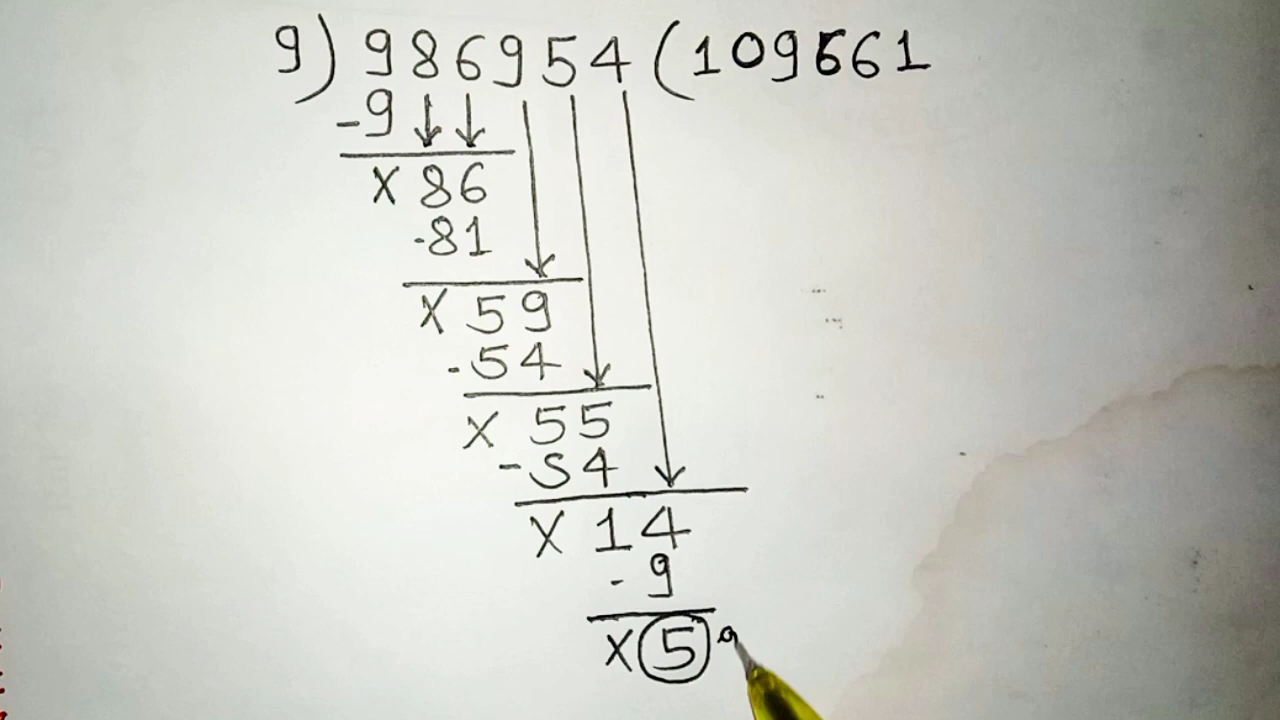 9) 986954 (109661
-9
x 86
-81
x 59
-54
x 55
-54
x 14
-9
x 5